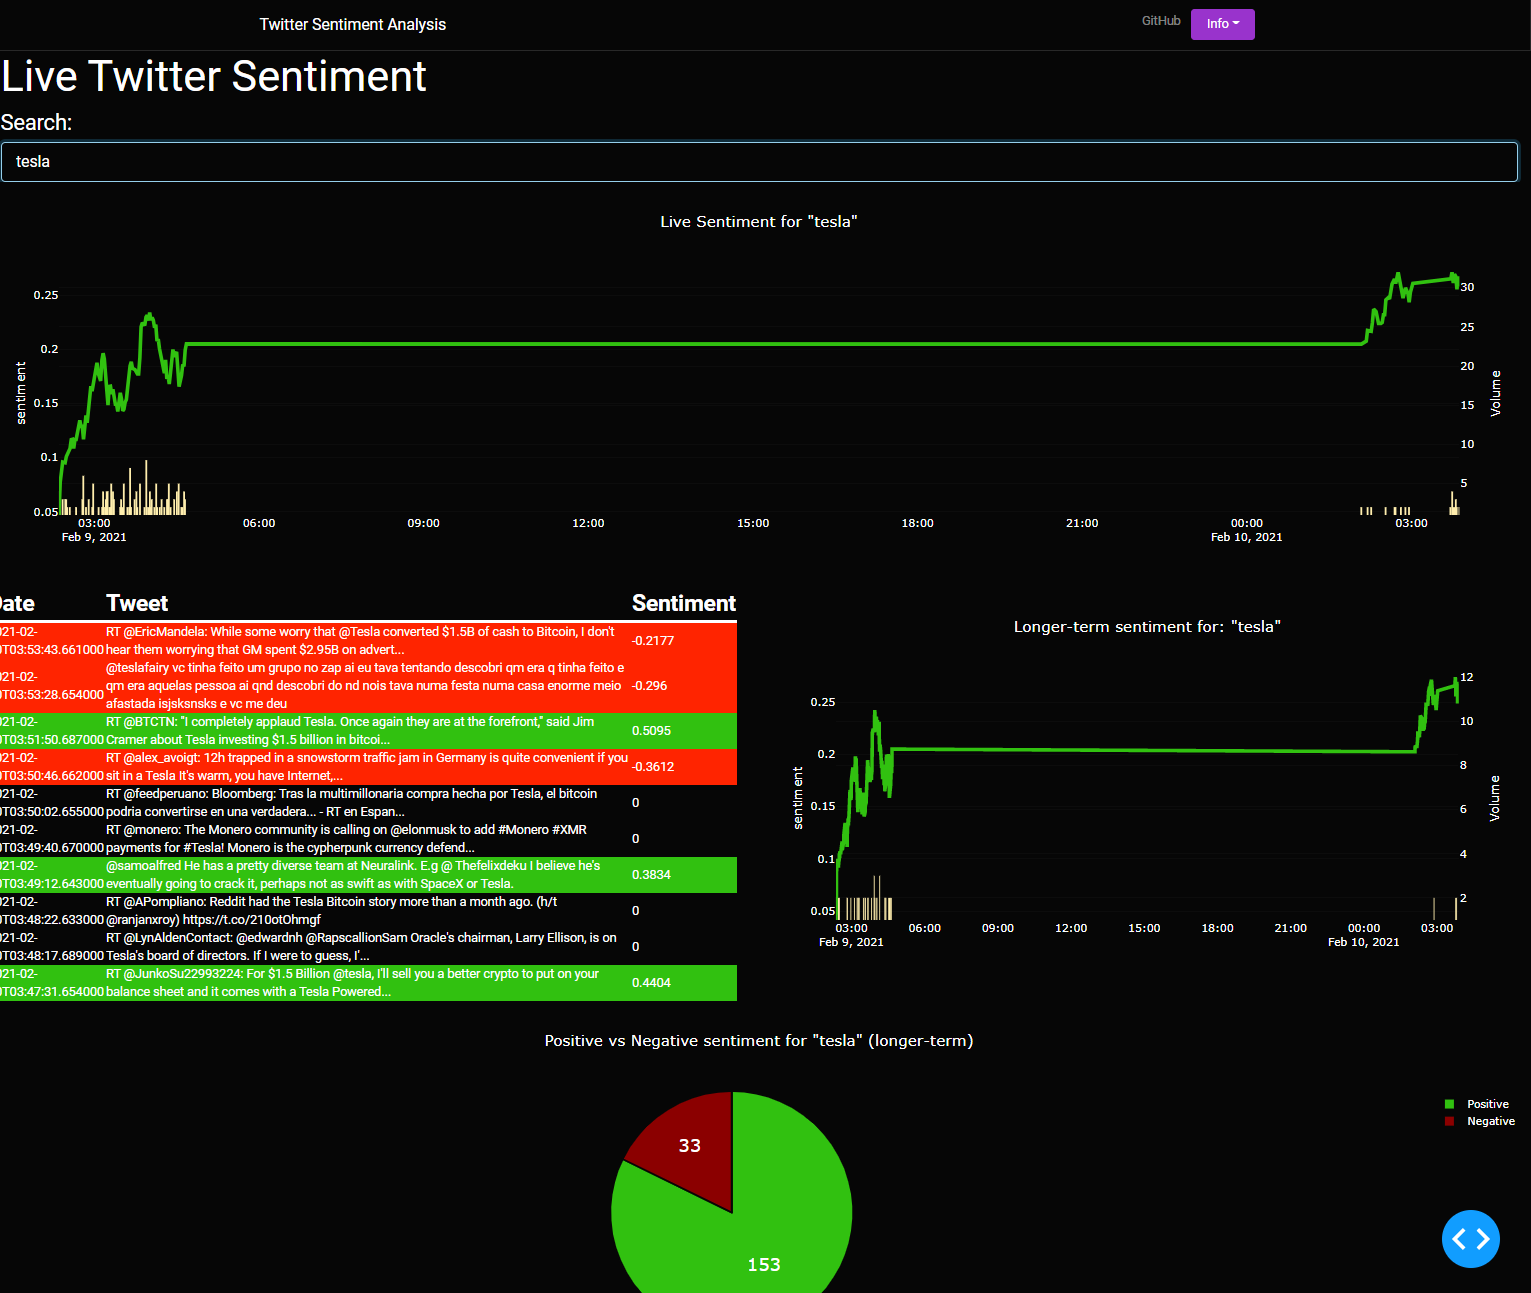 Twitter Sentiment Analysis
GitHub
Info
Live Twitter Sentiment
Search:
tesla
Live Sentiment for "tesla"
0.25
0.2
0.15
0.1
0.05
sentiment
30
25
20
15
10
5
Volume
03:00
Feb 9, 2021
06:00
09:00
12:00
15:00
18:00
21:00
00:00
Feb 10, 2021
03:00
ate Tweet Sentiment
021-02-
0T03:53:43.661000
RT @EricMandela: While some worry that @Tesla converted $1.5B of cash to Bitcoin, I don't
hear them worrying that GM spent $2.95B on advert...
-0.2177
021-02-
0T03:53:28.654000
@teslafairy vc tinha feito um grupo no zap ai eu tava tentando descobri qm era q tinha feito e
qm era aquelas pessoa ai qnd descobri do nd nois tava numa festa numa casa enorme meio
afastada isjsksnsks e vc me deu
-0.296
021-02-
0T03:51:50.687000
RT @BTCTN: "I completely applaud Tesla. Once again they are at the forefront," said Jim
Cramer about Tesla investing $1.5 billion in bitcoi...
0.5095
021-02-
0T03:50:46.662000
RT @alex_avoigt: 12h trapped in a snowstorm traffic jam in Germany is quite convenient if you
sit in a Tesla It's warm, you have Internet,...
-0.3612
021-02-
0T03:50:02.655000
RT @feedperuano: Bloomberg: Tras la multimillonaria compra hecha por Tesla, el bitcoin
podria convertirse en una verdadera... - RT en Espan...
0
021-02-
0T03:49:40.670000
RT @monero: The Monero community is calling on @elonmusk to add #Monero #XMR
payments for #Tesla! Monero is the cypherpunk currency defend...
0
021-02-
0T03:49:12.643000
@samoalfred He has a pretty diverse team at Neuralink. E.g @ Thefelixdeku I believe he's
eventually going to crack it, perhaps not as swift as with SpaceX or Tesla.
0.3834
021-02-
0T03:48:22.633000
RT @APompliano: Reddit had the Tesla Bitcoin story more than a month ago. (h/t
@ranjanxroy) https://t.co/210otOhmgf
0
021-02-
0T03:48:17.689000
RT @LynAldenContact: @edwardnh @RapscallionSam Oracle's chairman, Larry Ellison, is on
Tesla's board of directors. If I were to guess, I'...
0
021-02-
0T03:47:31.654000
RT @JunkoSu22993224: For $1.5 Billion @tesla, I'll sell you a better crypto to put on your
balance sheet and it comes with a Tesla Powered...
0.4404
Longer-term sentiment for: "tesla"
0.25
0.2
0.15
0.1
0.05
sentiment
12
10
8
6
4
2
Volume
03:00
Feb 9, 2021
06:00
09:00
12:00
15:00
18:00
21:00
00:00
Feb 10, 2021
03:00
Positive vs Negative sentiment for "tesla" (longer-term)
33
153
Positive
Negative